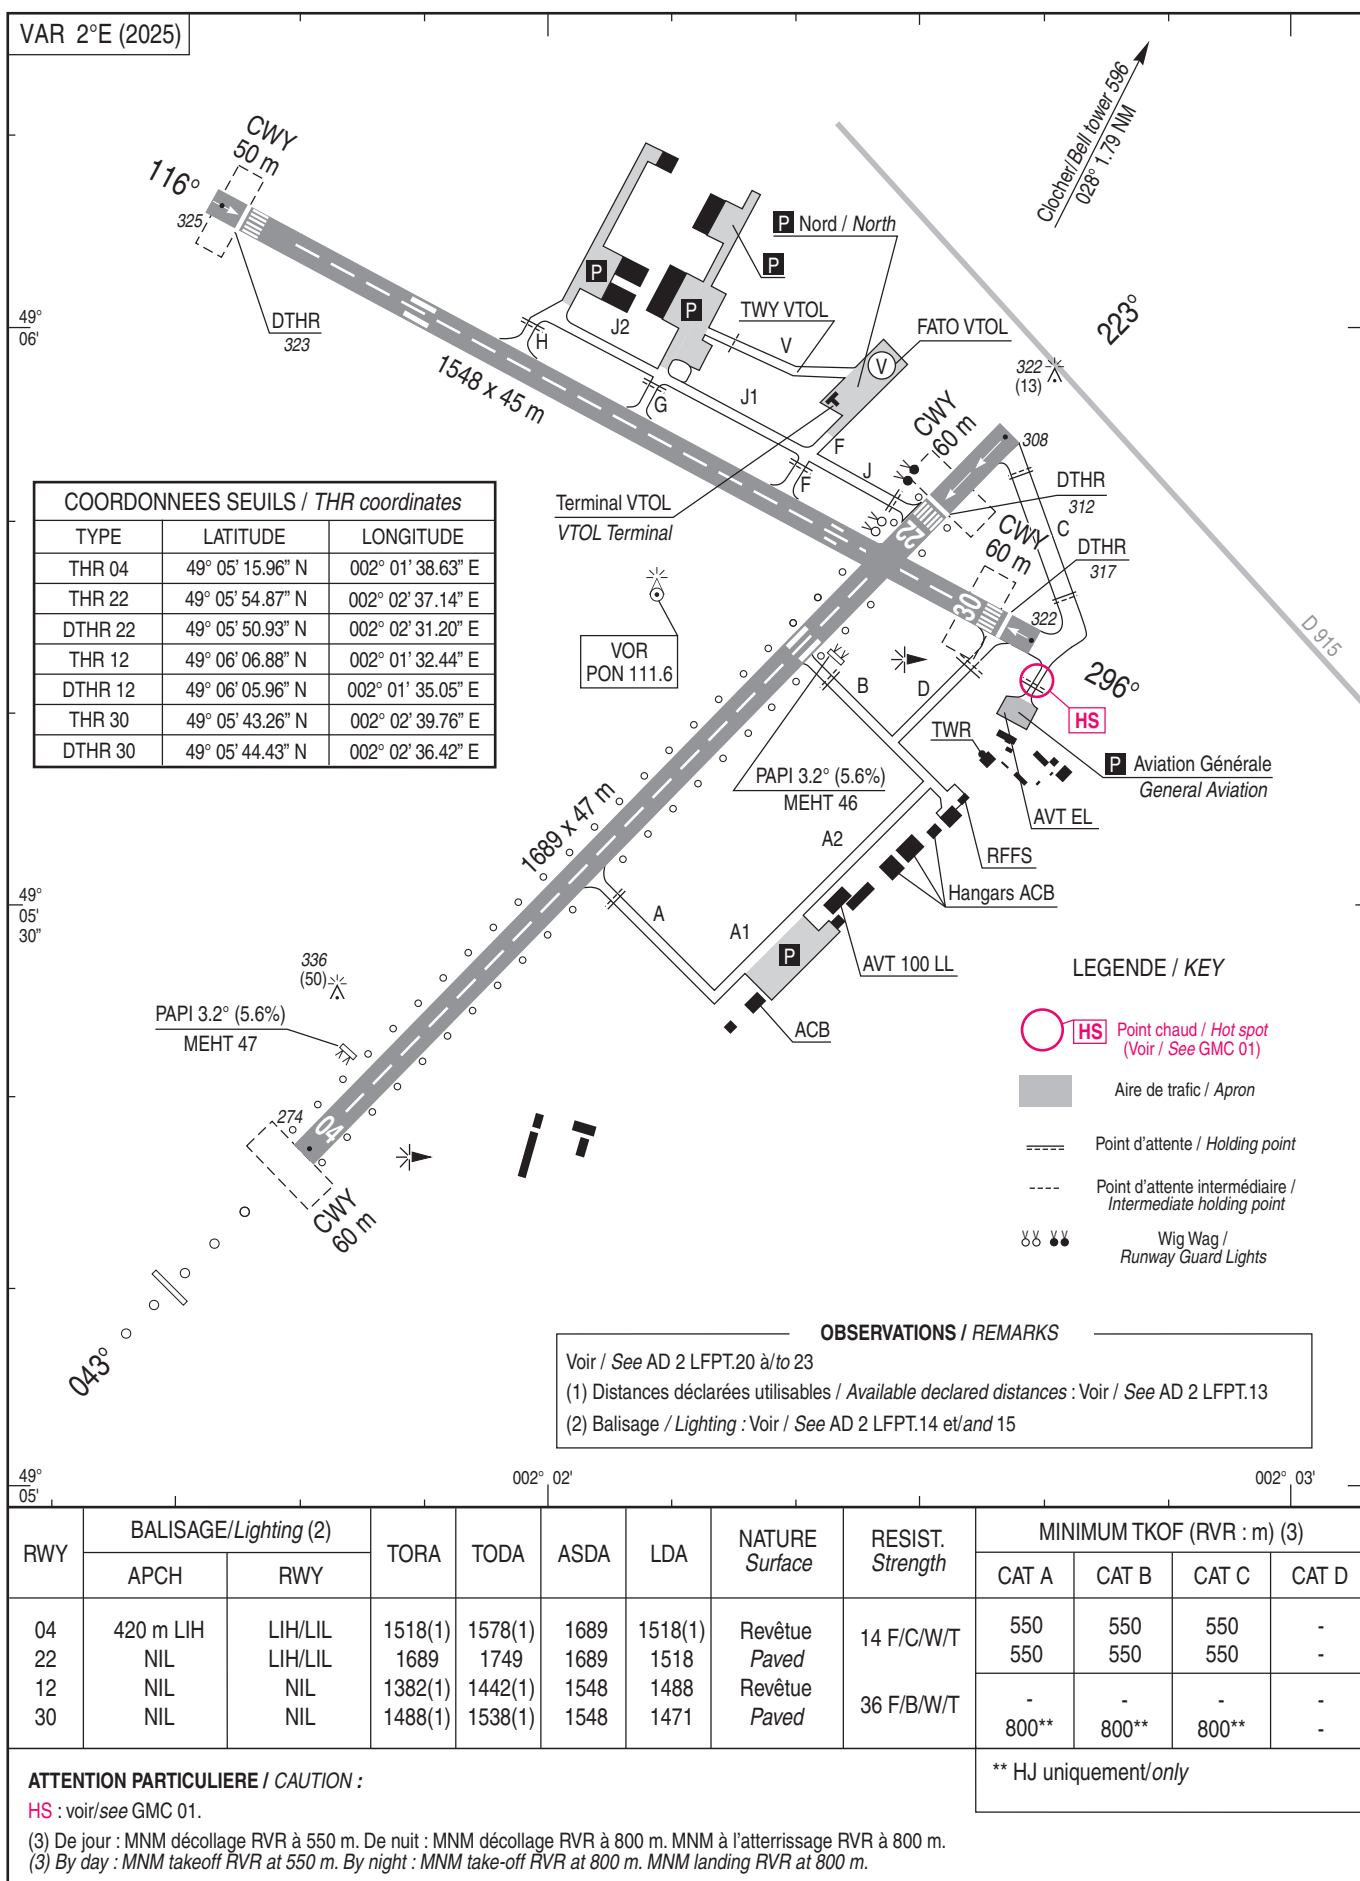 VAR 2°E (2025)
Clocher/Bell tower 596
028° 1.79 NM
CWY
50 m
116°
325
DTHR
323
P Nord / North
P
P
P
TWY VTOL
FATO VTOL
V
V
223°
322
(13)
49°
06'
H
J2
J1
G
1548 x 45 m
F
F
J
CWY
60 m
308
DTHR
312
C
CWY
60 m
DTHR
317
22
30
322
D 915
Terminal VTOL
VTOL Terminal
COORDONNEES SEUILS / THR coordinates
TYPE LATITUDE LONGITUDE
THR 04 49° 05' 15.96" N 002° 01' 38.63" E
THR 22 49° 05' 54.87" N 002° 02' 37.14" E
DTHR 22 49° 05' 50.93" N 002° 02' 31.20" E
THR 12 49° 06' 06.88" N 002° 01' 32.44" E
DTHR 12 49° 06' 05.96" N 002° 01' 35.05" E
THR 30 49° 05' 43.26" N 002° 02' 39.76" E
DTHR 30 49° 05' 44.43" N 002° 02' 36.42" E
VOR
PON 111.6
B
D
296°
HS
TWR
P Aviation Générale
General Aviation
AVT EL
PAPI 3.2° (5.6%)
MEHT 46
1689 x 47 m
A2
RFFS
Hangars ACB
49°
05'
30"
A
A1
P
AVT 100 LL
ACB
336
(50)
PAPI 3.2° (5.6%)
MEHT 47
274
04
CWY
60 m
043°
LEGENDE / KEY
HS Point chaud / Hot spot
(Voir / See GMC 01)
Aire de trafic / Apron
Point d'attente / Holding point
Point d'attente intermédiaire /
Intermediate holding point
Wig Wag /
Runway Guard Lights
OBSERVATIONS / REMARKS
Voir / See AD 2 LFPT.20 à/to 23
(1) Distances déclarées utilisables / Available declared distances : Voir / See AD 2 LFPT.13
(2) Balisage / Lighting : Voir / See AD 2 LFPT.14 et/and 15
49°
05'
002° 02'
002° 03'
RWY BALISAGE/Lighting (2) TORA TODA ASDA LDA NATURE Surface RESIST. Strength MINIMUM TKOF (RVR : m) (3)
APCH RWY CAT A CAT B CAT C CAT D
04 420 m LIH LIH/LIL 1518(1) 1578(1) 1689 1518(1) Revêtue 14 F/C/W/T 550 550 550 -
22 NIL LIH/LIL 1689 1749 1689 1518 Paved 550 550 550 -
12 NIL NIL 1382(1) 1442(1) 1548 1488 Revêtue 36 F/B/W/T - - - -
30 NIL NIL 1488(1) 1538(1) 1548 1471 Paved 800** 800** 800** -
** HJ uniquement/only
ATTENTION PARTICULIERE / CAUTION :
HS : voir/see GMC 01.
(3) De jour : MNM décollage RVR à 550 m. De nuit : MNM décollage RVR à 800 m. MNM à l'atterrissage RVR à 800 m.
(3) By day : MNM takeoff RVR at 550 m. By night : MNM take-off RVR at 800 m. MNM landing RVR at 800 m.